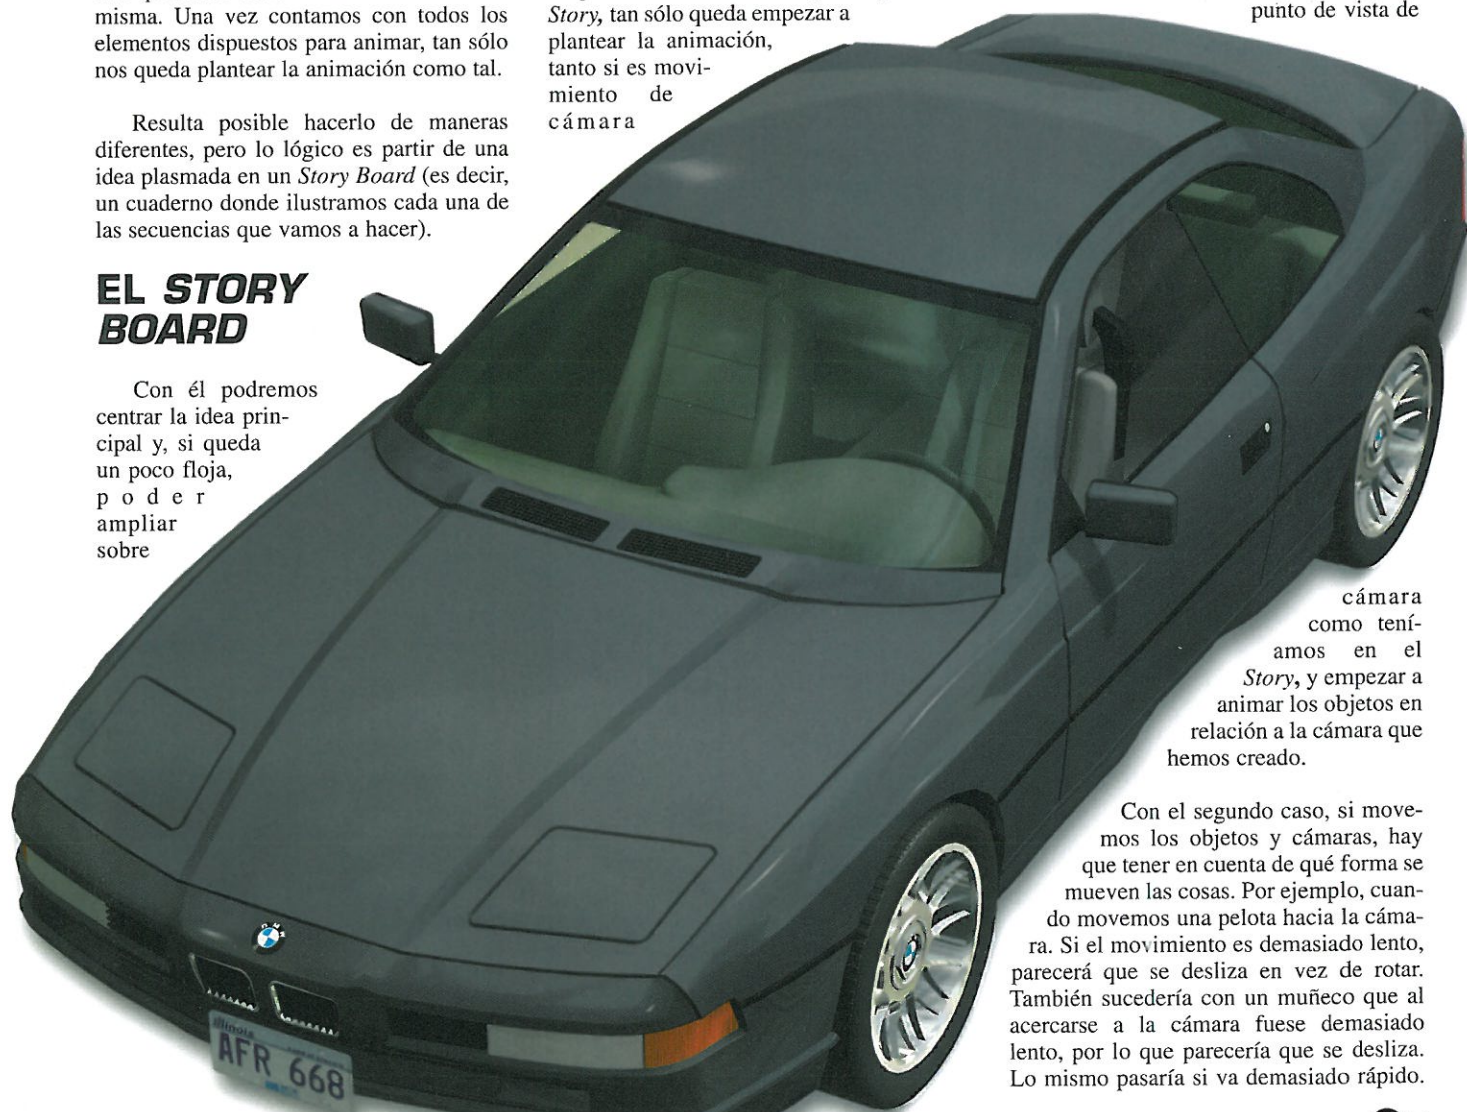 misma. Una vez contamos con todos los
elementos dispuestos para animar, tan sólo
nos queda plantear la animación como tal.
Resulta posible hacerlo de maneras
diferentes, pero lo lógico es partir de una
idea plasmada en un Story Board (es decir,
un cuaderno donde ilustramos cada una de
las secuencias que vamos a hacer).
EL STORY
BOARD
Con él podremos
centrar la idea prin-
cipal y, si queda
un poco floja,
poder
ampliar
sobre
Story, tan sólo queda empezar a
plantear la animación,
tanto si es movi-
miento de
cámara
punto de vista de
cámara
como tení-
amos en el
Story, y empezar a
animar los objetos en
relación a la cámara que
hemos creado.
Con el segundo caso, si move-
mos los objetos y cámaras, hay
que tener en cuenta de qué forma se
mueven las cosas. Por ejemplo, cuan-
do movemos una pelota hacia la cáma-
ra. Si el movimiento es demasiado lento,
parecerá que se desliza en vez de rotar.
También sucedería con un muñeco que al
acercarse a la cámara fuese demasiado
lento, por lo que parecería que se desliza.
Lo mismo pasaría si va demasiado rápido.
BMW
Illinois
AFR 668